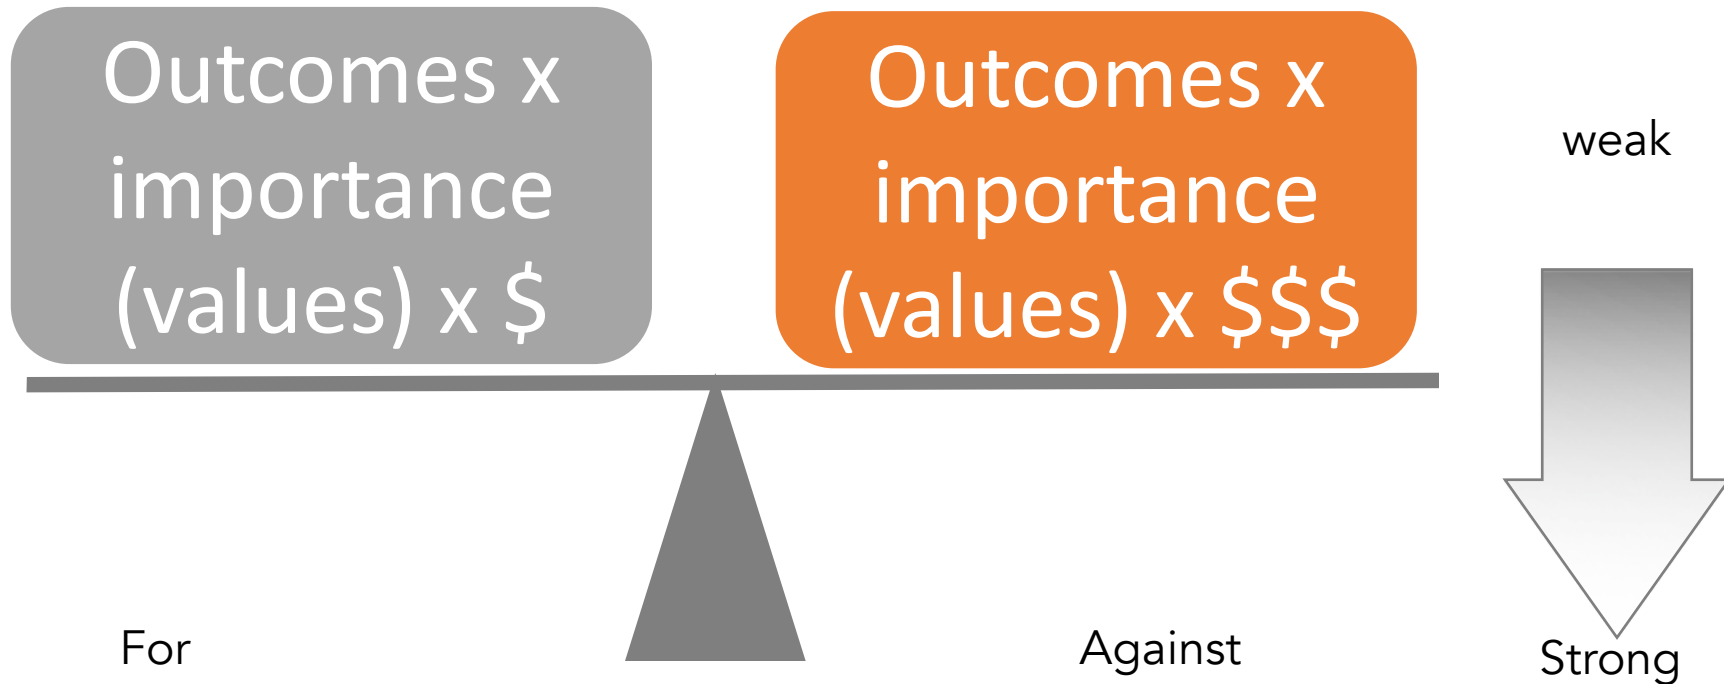 Outcomes x
importance
(values) x $
Outcomes x
importance
(values) x $$$
weak
For
Against
Strong